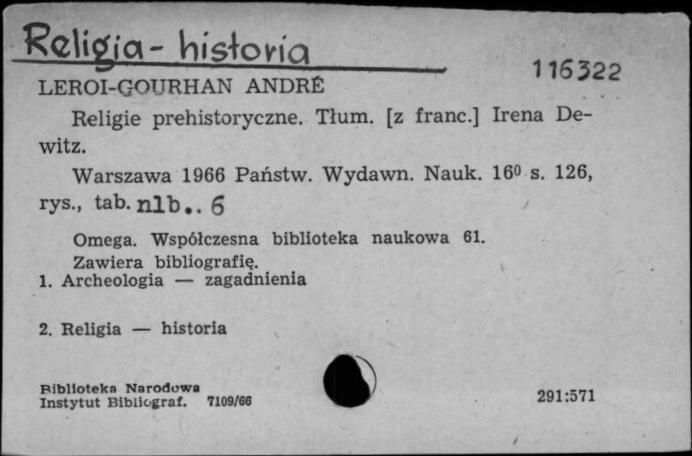 Religia - historia
116322
LEROI-GOURHAN ANDRÉ
Religie prehistoryczne. Tłum. [z franc.] Irena De-
witz.
Warszawa 1966 Państw. Wydawn. Nauk. 16⁰ s. 126,
rys., tab. nlb.. 6
Omega. Współczesna biblioteka naukowa 61.
Zawiera bibliografię.
1. Archeologia — zagadnienia
2. Religia — historia
Biblioteka Narodowa
Instytut Bibliograf. 7109/66
291:571